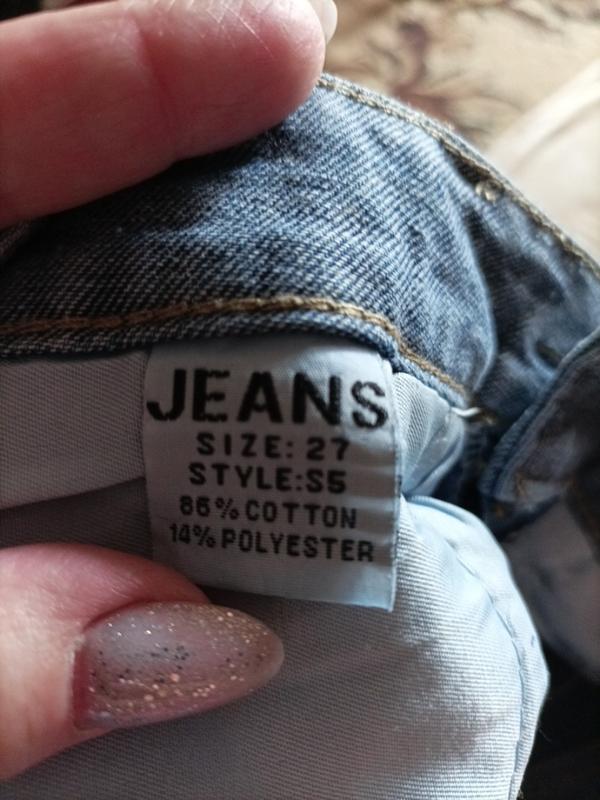 JEANS
SIZE: 27
STYLE:S5
86% COTTON
14% POLYESTER